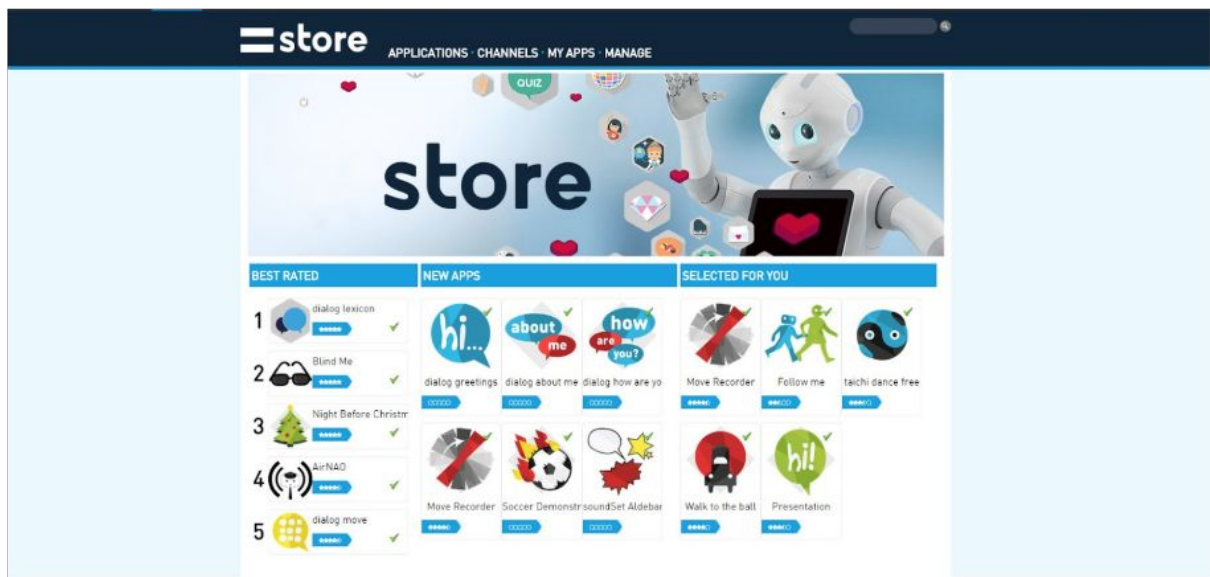 store
APPLICATIONS · CHANNELS · MY APPS · MANAGE
QUIZ
store
BEST RATED
1 dialog lexicon
2 Blind Me
3 Night Before Christm
4 AirNAO
5 dialog move
NEW APPS
hi...
about me
how are you?
dialog greetings dialog about me dialog how are yo
Move Recorder Soccer Demonstr soundSet Aldebar
SELECTED FOR YOU
Move Recorder Follow me taichi dance free
hi!
Walk to the ball Presentation